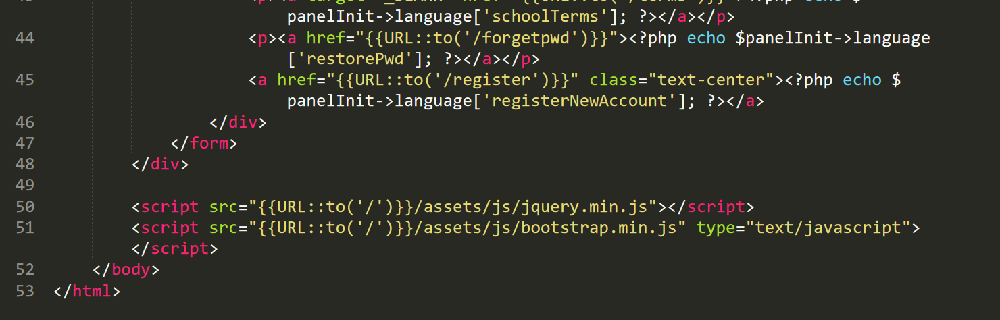 panelInit->language['schoolTerms']; ?></a></p>
44 <p><a href="{{URL::to('/forgetpwd')}}"><?php echo $panelInit->language
['restorePwd']; ?></a></p>
45 <a href="{{URL::to('/register')}}" class="text-center"><?php echo $
panelInit->language['registerNewAccount']; ?></a>
46 </div>
47 </form>
48 </div>
49
50 <script src="{{URL::to('/')}}/assets/js/jquery.min.js"></script>
51 <script src="{{URL::to('/')}}/assets/js/bootstrap.min.js" type="text/javascript">
</script>
52 </body>
53 </html>